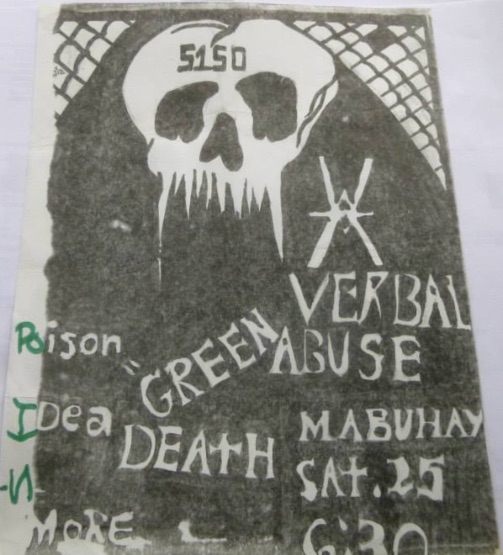 5150
VERBAL
ABUSE
Poison
"GREEN
IDea
DEATH
MABUHAY
SAT. 25
MORE
6:30